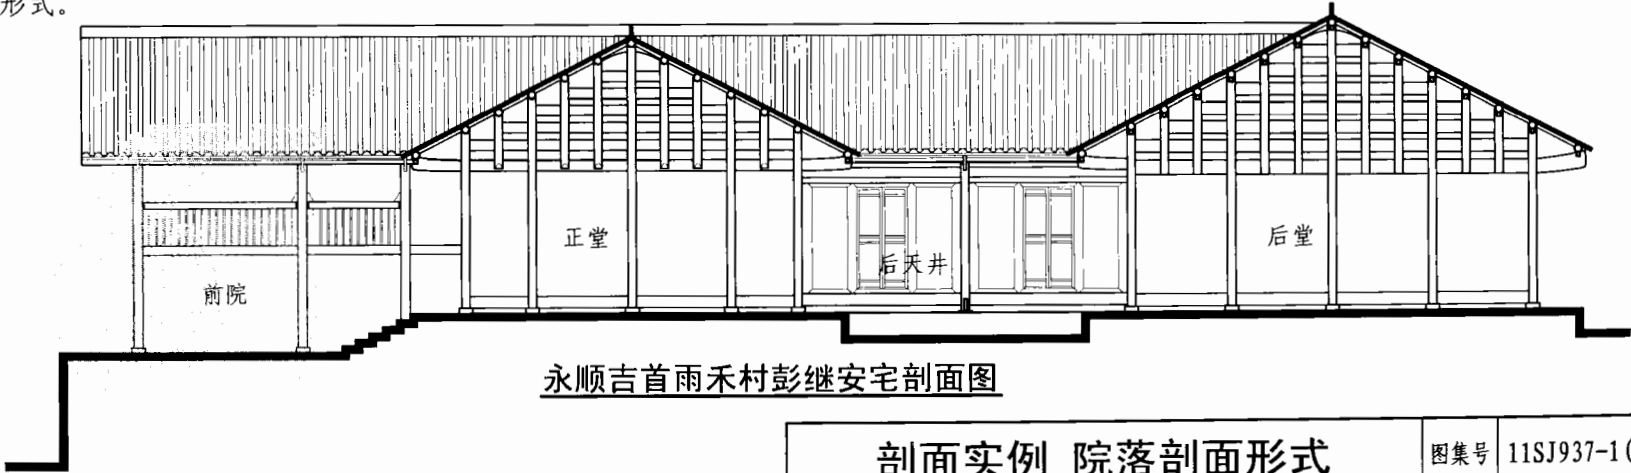 形式。
正堂
后堂
后天井
前院
永顺吉首雨禾村彭继安宅剖面图
剖面实例 院落剖面形式
图集号 11SJ937-1(